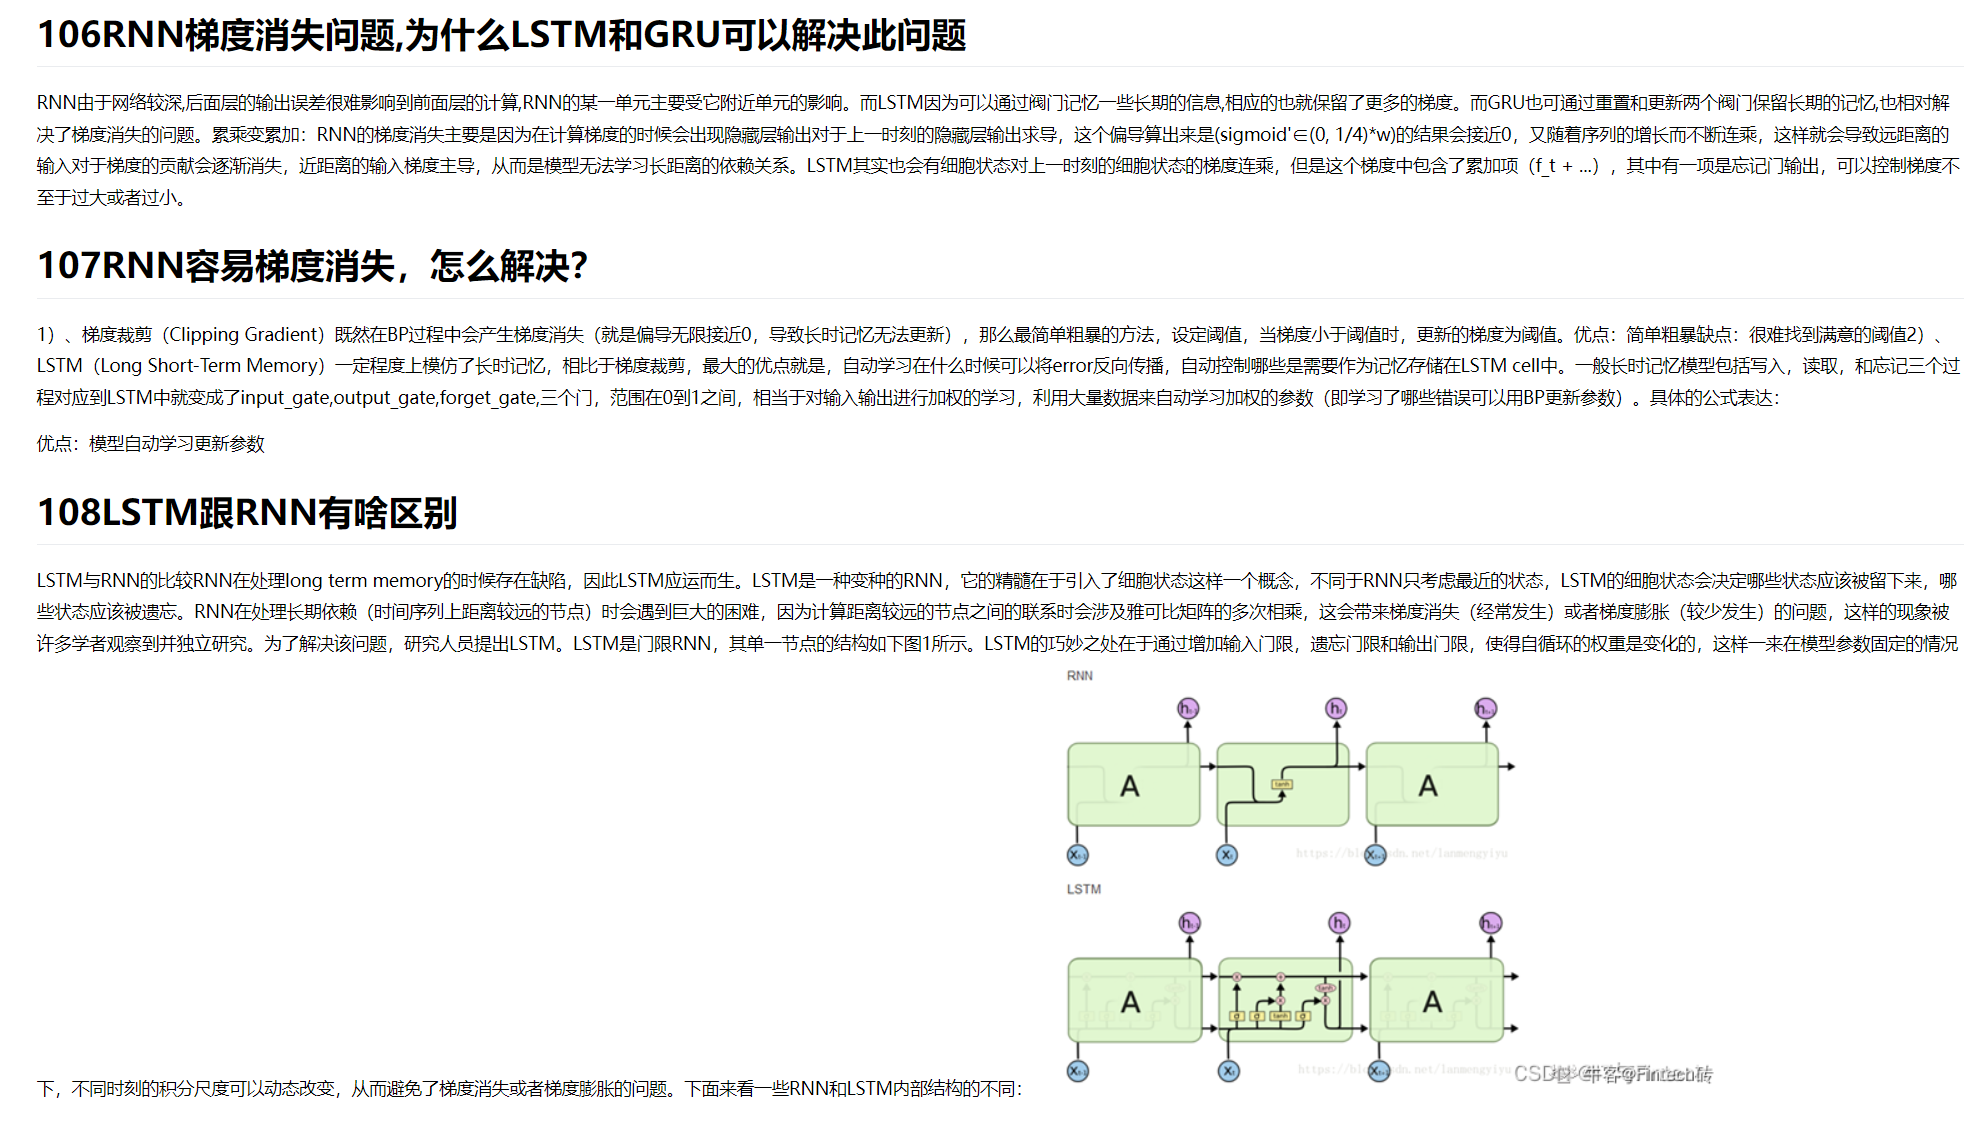 106RNN梯度消失问题,为什么LSTM和GRU可以解决此问题
RNN由于网络较深,后面层的输出误差很难影响到前面层的计算,RNN的某一单元主要受它附近单元的影响。而LSTM因为可以通过阀门记忆一些长期的信息,相应的也就保留了更多的梯度。而GRU也可通过重置和更新两个阀门保留长期的记忆,也相对解
决了梯度消失的问题。累乘变累加：RNN的梯度消失主要是因为在计算梯度的时候会出现隐藏层输出对于上一时刻的隐藏层输出求导，这个偏导算出来是(sigmoid'∈(0, 1/4)*w)的结果会接近0，又随着序列的增长而不断连乘，这样就会导致远距离的
输入对于梯度的贡献会逐渐消失，近距离的输入梯度主导，从而是模型无法学习长距离的依赖关系。LSTM其实也会有细胞状态对上一时刻的细胞状态的梯度连乘，但是这个梯度中包含了累加项（f_t + ...），其中有一项是忘记门输出，可以控制梯度不
至于过大或者过小。
107RNN容易梯度消失，怎么解决？
1）、梯度裁剪（Clipping Gradient）既然在BP过程中会产生梯度消失（就是偏导无限接近0，导致长时记忆无法更新），那么最简单粗暴的方法，设定阈值，当梯度小于阈值时，更新的梯度为阈值。优点：简单粗暴缺点：很难找到满意的阈值2）、
LSTM（Long Short-Term Memory）一定程度上模仿了长时记忆，相比于梯度裁剪，最大的优点就是，自动学习在什么时候可以将error反向传播，自动控制哪些是需要作为记忆存储在LSTM cell中。一般长时记忆模型包括写入，读取，和忘记三个过
程对应到LSTM中就变成了input_gate,output_gate,forget_gate,三个门，范围在0到1之间，相当于对输入输出进行加权的学习，利用大量数据来自动学习加权的参数（即学习了哪些错误可以用BP更新参数）。具体的公式表达：
优点：模型自动学习更新参数
108LSTM跟RNN有啥区别
LSTM与RNN的比较RNN在处理long term memory的时候存在缺陷，因此LSTM应运而生。LSTM是一种变种的RNN，它的精髓在于引入了细胞状态这样一个概念，不同于RNN只考虑最近的状态，LSTM的细胞状态会决定哪些状态应该被留下来，哪
些状态应该被遗忘。RNN在处理长期依赖（时间序列上距离较远的节点）时会遇到巨大的困难，因为计算距离较远的节点之间的联系时会涉及雅可比矩阵的多次相乘，这会带来梯度消失（经常发生）或者梯度膨胀（较少发生）的问题，这样的现象被
许多学者观察到并独立研究。为了解决该问题，研究人员提出LSTM。LSTM是门限RNN，其单一节点的结构如下图1所示。LSTM的巧妙之处在于通过增加输入门限，遗忘门限和输出门限，使得自循环的权重是变化的，这样一来在模型参数固定的情况
RNN
h_t-1 h_t h_t+1
A tanh A
X_t-1 X_t X_t+1
LSTM
h_t-1 h_t h_t+1
A σ σ tanh σ tanh A
X_t-1 X_t X_t+1
下，不同时刻的积分尺度可以动态改变，从而避免了梯度消失或者梯度膨胀的问题。下面来看一些RNN和LSTM内部结构的不同：
牛客@Fintech砖